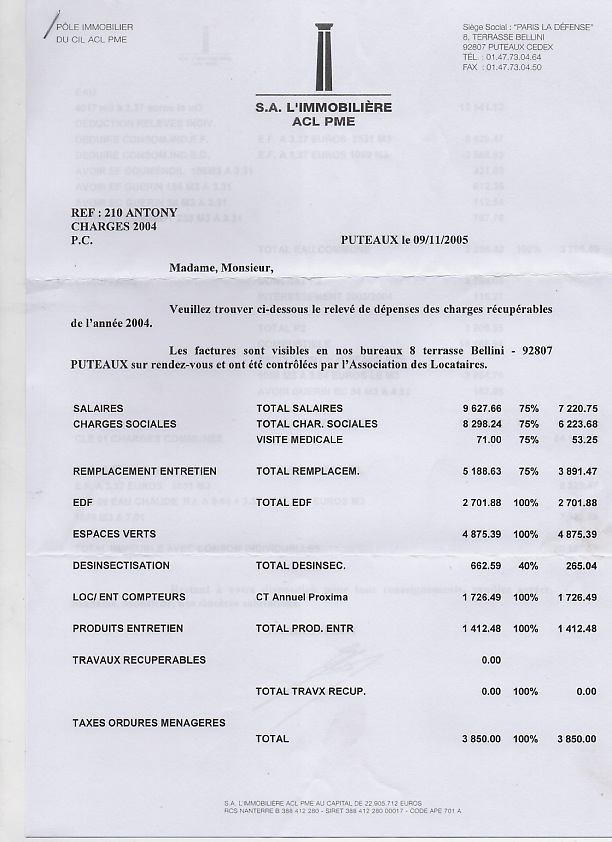 PÔLE IMMOBILIER
DU CIL ACL PME
Siège Social : "PARIS LA DÉFENSE"
8, TERRASSE BELLINI
92807 PUTEAUX CEDEX
TÉL. : 01.47.73.04.64
FAX : 01.47.73.04.50
S.A. L'IMMOBILIÈRE
ACL PME
REF : 210 ANTONY
CHARGES 2004
P.C. PUTEAUX le 09/11/2005
Madame, Monsieur,
Veuillez trouver ci-dessous le relevé de dépenses des charges récupérables
de l'année 2004.
Les factures sont visibles en nos bureaux 8 terrasse Bellini - 92807
PUTEAUX sur rendez-vous et ont été contrôlées par l'Association des Locataires.
SALAIRES TOTAL SALAIRES 9 627.66 75% 7 220.75
CHARGES SOCIALES TOTAL CHAR. SOCIALES 8 298.24 75% 6 223.68
VISITE MEDICALE 71.00 75% 53.25
REMPLACEMENT ENTRETIEN TOTAL REMPLACEM. 5 188.63 75% 3 891.47
EDF TOTAL EDF 2 701.88 100% 2 701.88
ESPACES VERTS 4 875.39 100% 4 875.39
DESINSECTISATION TOTAL DESINSEC. 662.59 40% 265.04
LOC/ ENT COMPTEURS CT Annuel Proxima 1 726.49 100% 1 726.49
PRODUITS ENTRETIEN TOTAL PROD. ENTR 1 412.48 100% 1 412.48
TRAVAUX RECUPERABLES 0.00
TOTAL TRAVX RECUP. 0.00 100% 0.00
TAXES ORDURES MENAGERES
TOTAL 3 850.00 100% 3 850.00
S.A. L'IMMOBILIÈRE ACL PME AU CAPITAL DE 22.905.712 EUROS
RCS NANTERRE B 388 412 280 - SIRET 388 412 280 00017 - CODE APE 701 A